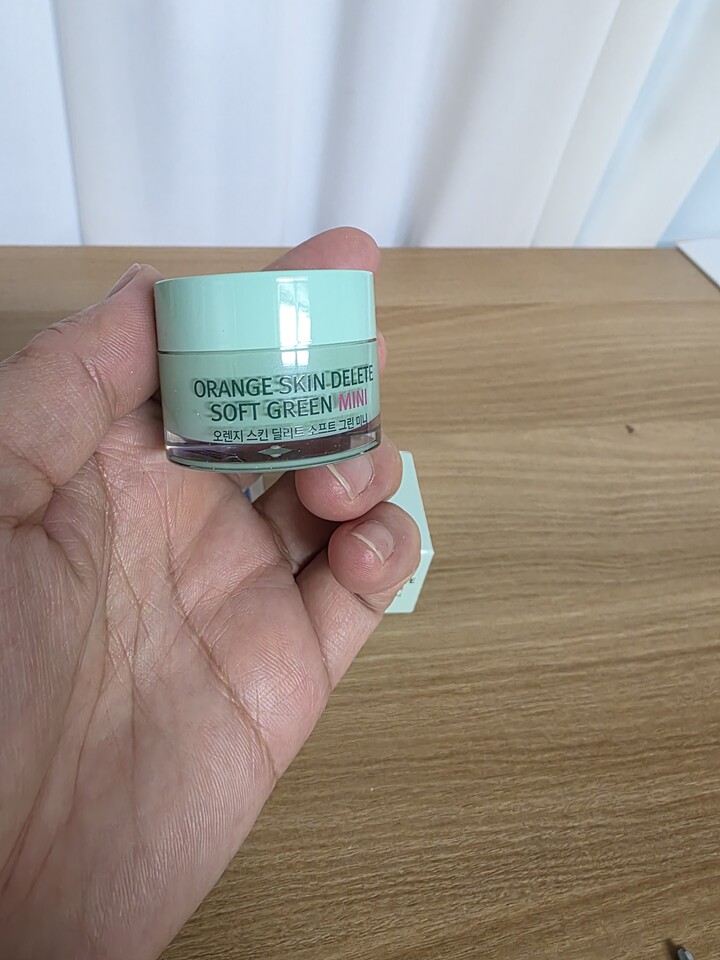 ORANGE SKIN DELETE
SOFT GREEN MINI
오렌지 스킨 딜리트 소프트 그린 미니